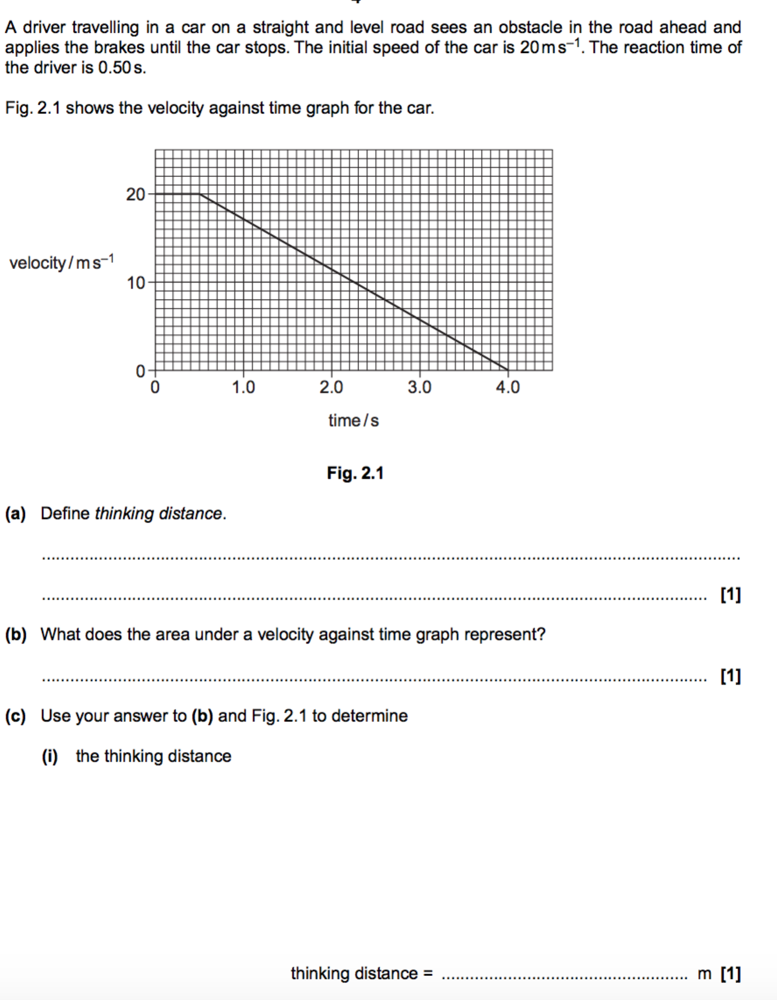 A driver travelling in a car on a straight and level road sees an obstacle in the road ahead and
applies the brakes until the car stops. The initial speed of the car is 20 m s⁻¹. The reaction time of
the driver is 0.50 s.
Fig. 2.1 shows the velocity against time graph for the car.
20
velocity / m s⁻¹
10
0
0 1.0 2.0 3.0 4.0
time / s
Fig. 2.1
(a) Define thinking distance.
[1]
(b) What does the area under a velocity against time graph represent?
[1]
(c) Use your answer to (b) and Fig. 2.1 to determine
(i) the thinking distance
thinking distance = .................................................... m [1]